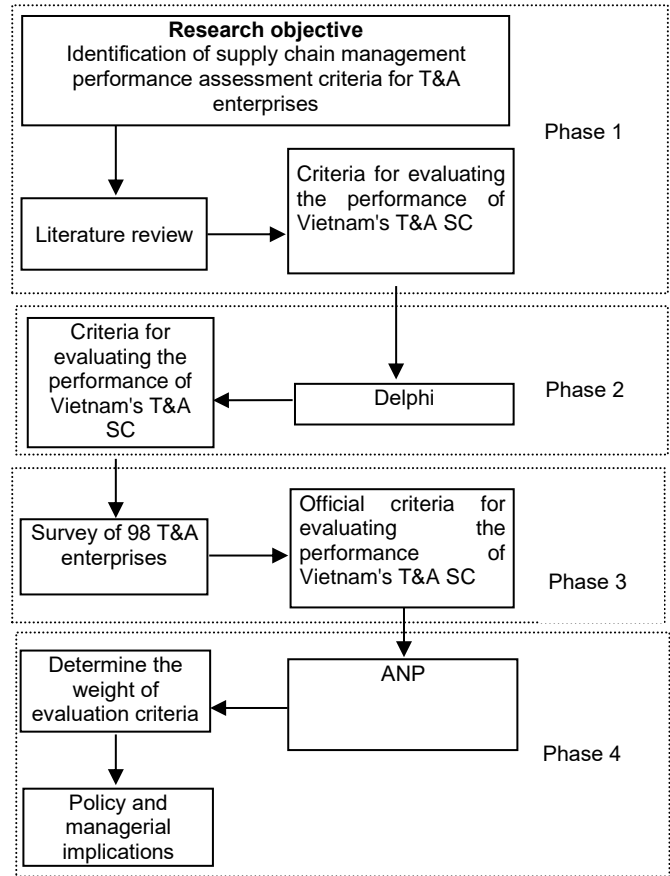 Research objective
Identification of supply chain management
performance assessment criteria for T&A
enterprises
Phase 1
Criteria for evaluating
the performance of
Vietnam's T&A SC
Literature review
Criteria for
evaluating the
performance of
Vietnam's T&A
SC
Delphi
Phase 2
Survey of 98 T&A
enterprises
Official criteria for
evaluating the
performance of
Vietnam's T&A SC
Phase 3
Determine the
weight of
evaluation criteria
ANP
Phase 4
Policy and
managerial
implications